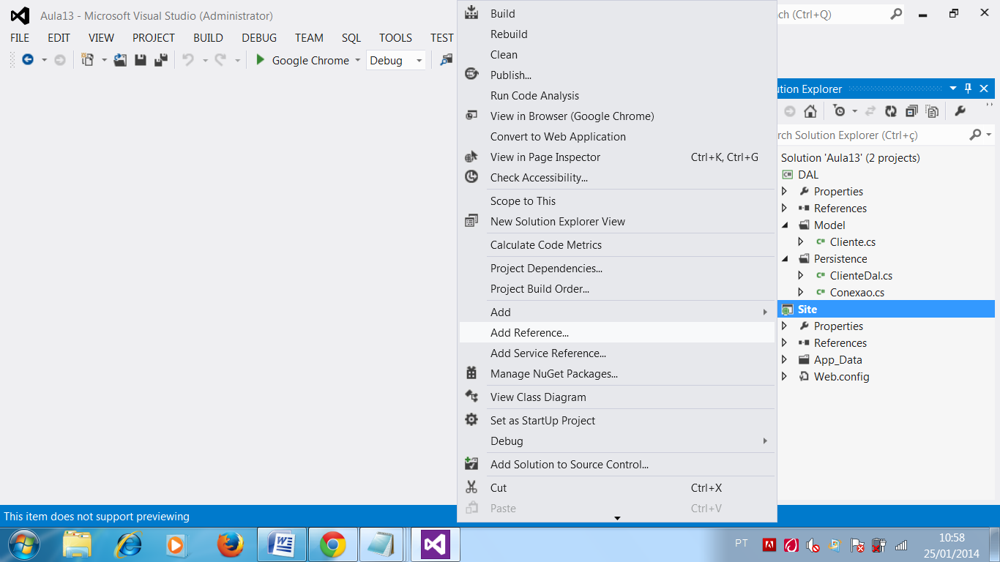 Aula13 - Microsoft Visual Studio (Administrator)
ch (Ctrl+Q)
FILE EDIT VIEW PROJECT BUILD DEBUG TEAM SQL TOOLS TEST
Google Chrome Debug
Build
Rebuild
Clean
Publish...
Run Code Analysis
View in Browser (Google Chrome)
Convert to Web Application
View in Page Inspector Ctrl+K, Ctrl+G
Check Accessibility...
Scope to This
New Solution Explorer View
Calculate Code Metrics
Project Dependencies...
Project Build Order...
Add
Add Reference...
Add Service Reference...
Manage NuGet Packages...
View Class Diagram
Set as StartUp Project
Debug
Add Solution to Source Control...
Cut Ctrl+X
Paste Ctrl+V
ution Explorer
rch Solution Explorer (Ctrl+ç)
Solution 'Aula13' (2 projects)
C# DAL
Properties
References
Model
C# Cliente.cs
Persistence
C# ClienteDal.cs
C# Conexao.cs
Site
Properties
References
App_Data
Web.config
This item does not support previewing
PT
10:58
25/01/2014